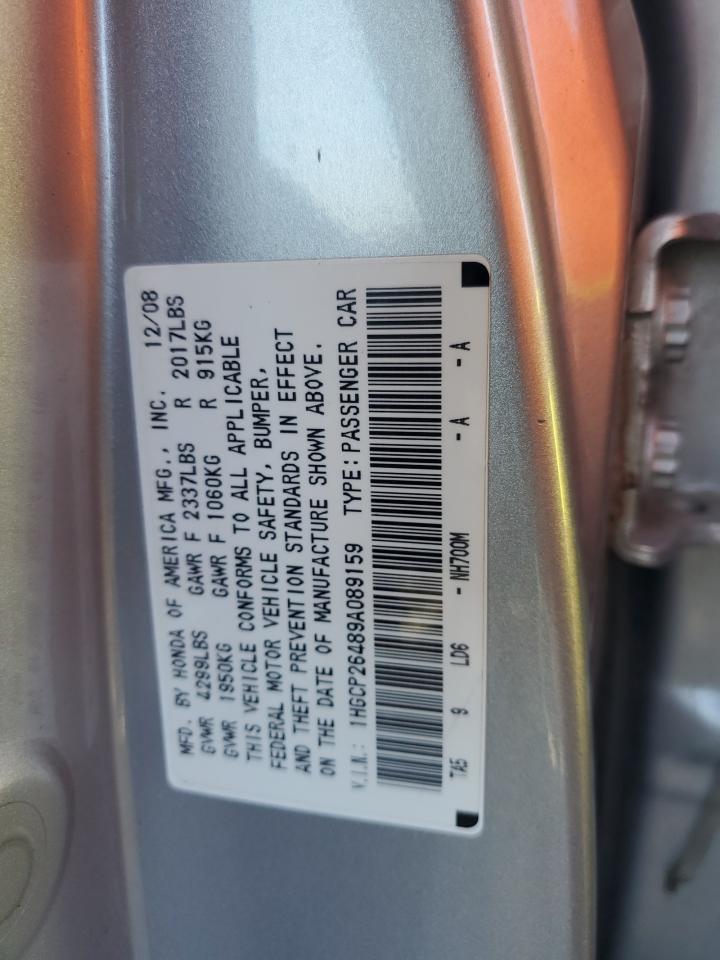 MFD. BY HONDA OF AMERICA MFG., INC. 12/08
GVWR 4299LBS GAWR F 2337LBS R 2017LBS
GVWR 1950KG GAWR F 1060KG R 915KG
THIS VEHICLE CONFORMS TO ALL APPLICABLE
FEDERAL MOTOR VEHICLE SAFETY, BUMPER,
AND THEFT PREVENTION STANDARDS IN EFFECT
ON THE DATE OF MANUFACTURE SHOWN ABOVE.
V.I.N.: 1HGCP26489A089159 TYPE: PASSENGER CAR
TA5 9 LD6 - NH700M - A - A